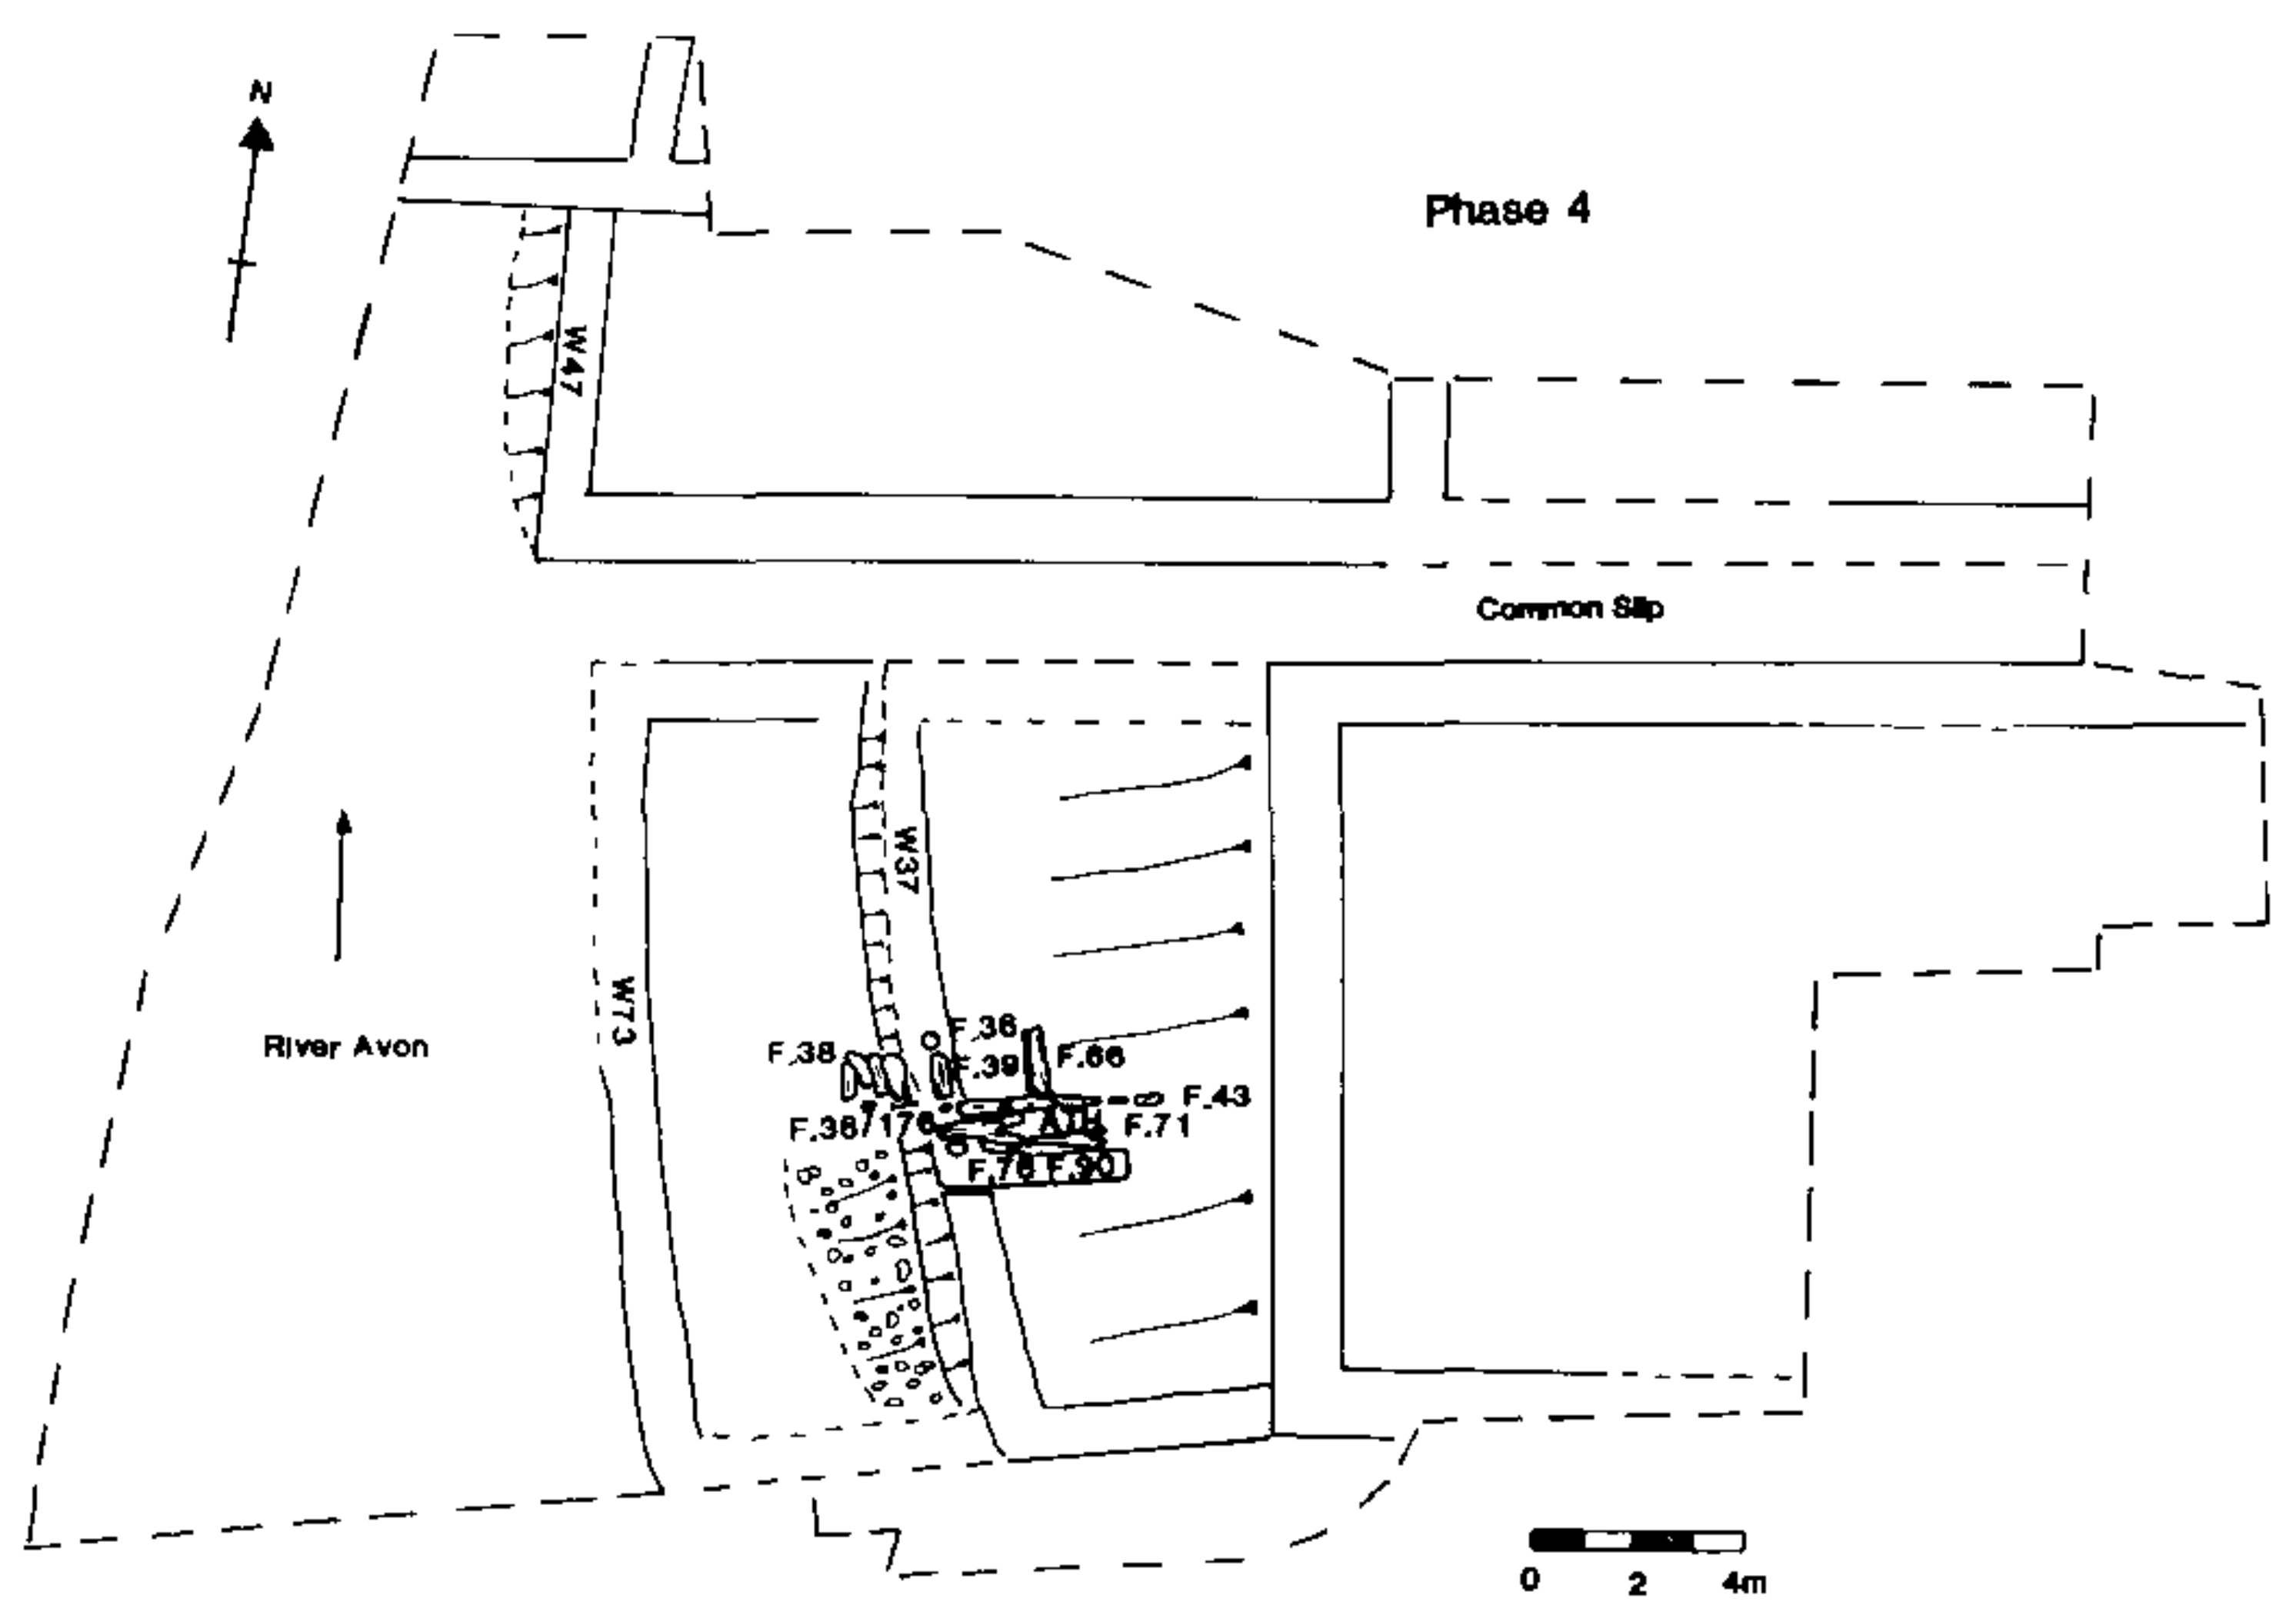 N
Phase 4
W47
Common Slip
W37
W73
River Avon
F.36
F.38
F.39
F.66
F.43
F.36/176
F.71
F.76 F.90
0 2 4m